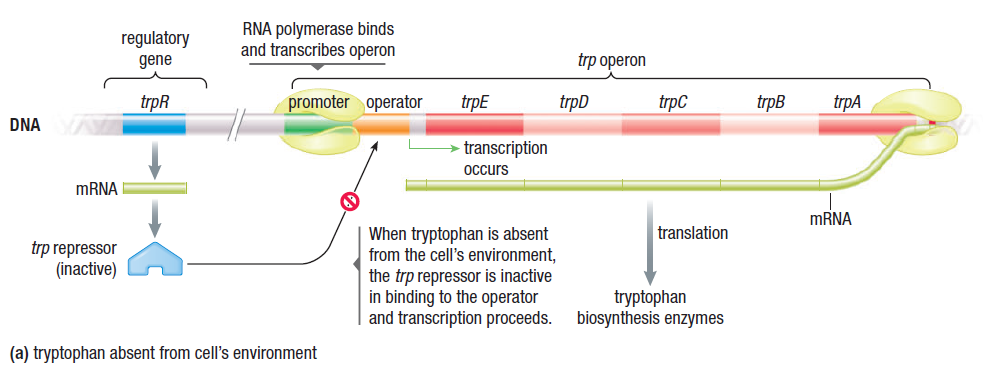 RNA polymerase binds
and transcribes operon
regulatory
gene
trp operon
trpR
promoter
operator
trpE
trpD
trpC
trpB
trpA
DNA
transcription
occurs
mRNA
mRNA
trp repressor
(inactive)
When tryptophan is absent
from the cell's environment,
the trp repressor is inactive
in binding to the operator
and transcription proceeds.
translation
tryptophan
biosynthesis enzymes
(a) tryptophan absent from cell's environment